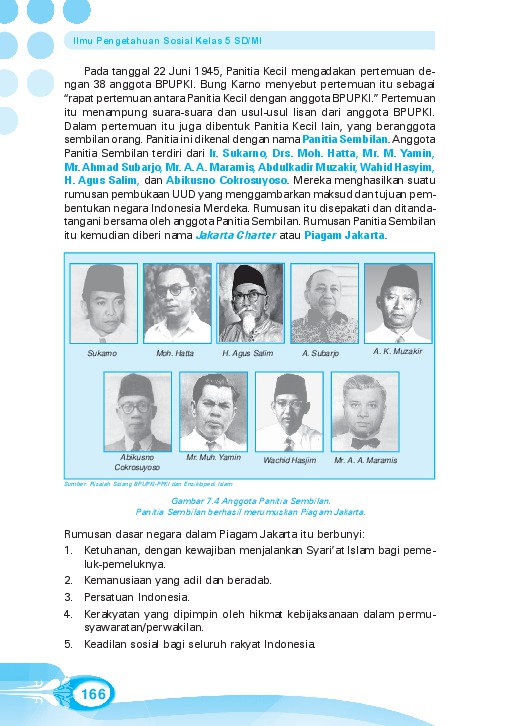 Ilmu Pengetahuan Sosial Kelas 5 SD/MI
Pada tanggal 22 Juni 1945, Panitia Kecil mengadakan pertemuan de-
ngan 38 anggota BPUPKI. Bung Karno menyebut pertemuan itu sebagai
“rapat pertemuan antara Panitia Kecil dengan anggota BPUPKI.” Pertemuan
itu menampung suara-suara dan usul-usul lisan dari anggota BPUPKI.
Dalam pertemuan itu juga dibentuk Panitia Kecil lain, yang beranggota
sembilan orang. Panitia ini dikenal dengan nama Panitia Sembilan. Anggota
Panitia Sembilan terdiri dari Ir. Sukarno, Drs. Moh. Hatta, Mr. M. Yamin,
Mr. Ahmad Subarjo, Mr. A. A. Maramis, Abdulkadir Muzakir, Wahid Hasyim,
H. Agus Salim, dan Abikusno Cokrosuyoso. Mereka menghasilkan suatu
rumusan pembukaan UUD yang menggambarkan maksud dan tujuan pem-
bentukan negara Indonesia Merdeka. Rumusan itu disepakati dan ditanda-
tangani bersama oleh anggota Panitia Sembilan. Rumusan Panitia Sembilan
itu kemudian diberi nama Jakarta Charter atau Piagam Jakarta.
Sukarno Moh. Hatta H. Agus Salim A. Subarjo A. K. Muzakir
Abikusno Cokrosuyoso Mr. Muh. Yamin Wachid Hasjim Mr. A. A. Maramis
Sumber: Risalah Sidang BPUPKI-PPKI dan Ensiklopedi Islam
Gambar 7.4 Anggota Panitia Sembilan.
Panitia Sembilan berhasil merumuskan Piagam Jakarta.
Rumusan dasar negara dalam Piagam Jakarta itu berbunyi:
1. Ketuhanan, dengan kewajiban menjalankan Syari’at Islam bagi peme-
luk-pemeluknya.
2. Kemanusiaan yang adil dan beradab.
3. Persatuan Indonesia.
4. Kerakyatan yang dipimpin oleh hikmat kebijaksanaan dalam permu-
syawaratan/perwakilan.
5. Keadilan sosial bagi seluruh rakyat Indonesia.
166